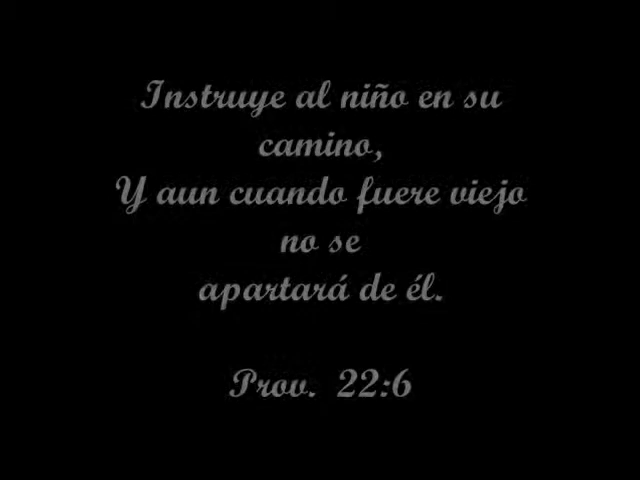 Instruye al niño en su
camino,
Y aun cuando fuere viejo
no se
apartará de él.
Prov. 22:6